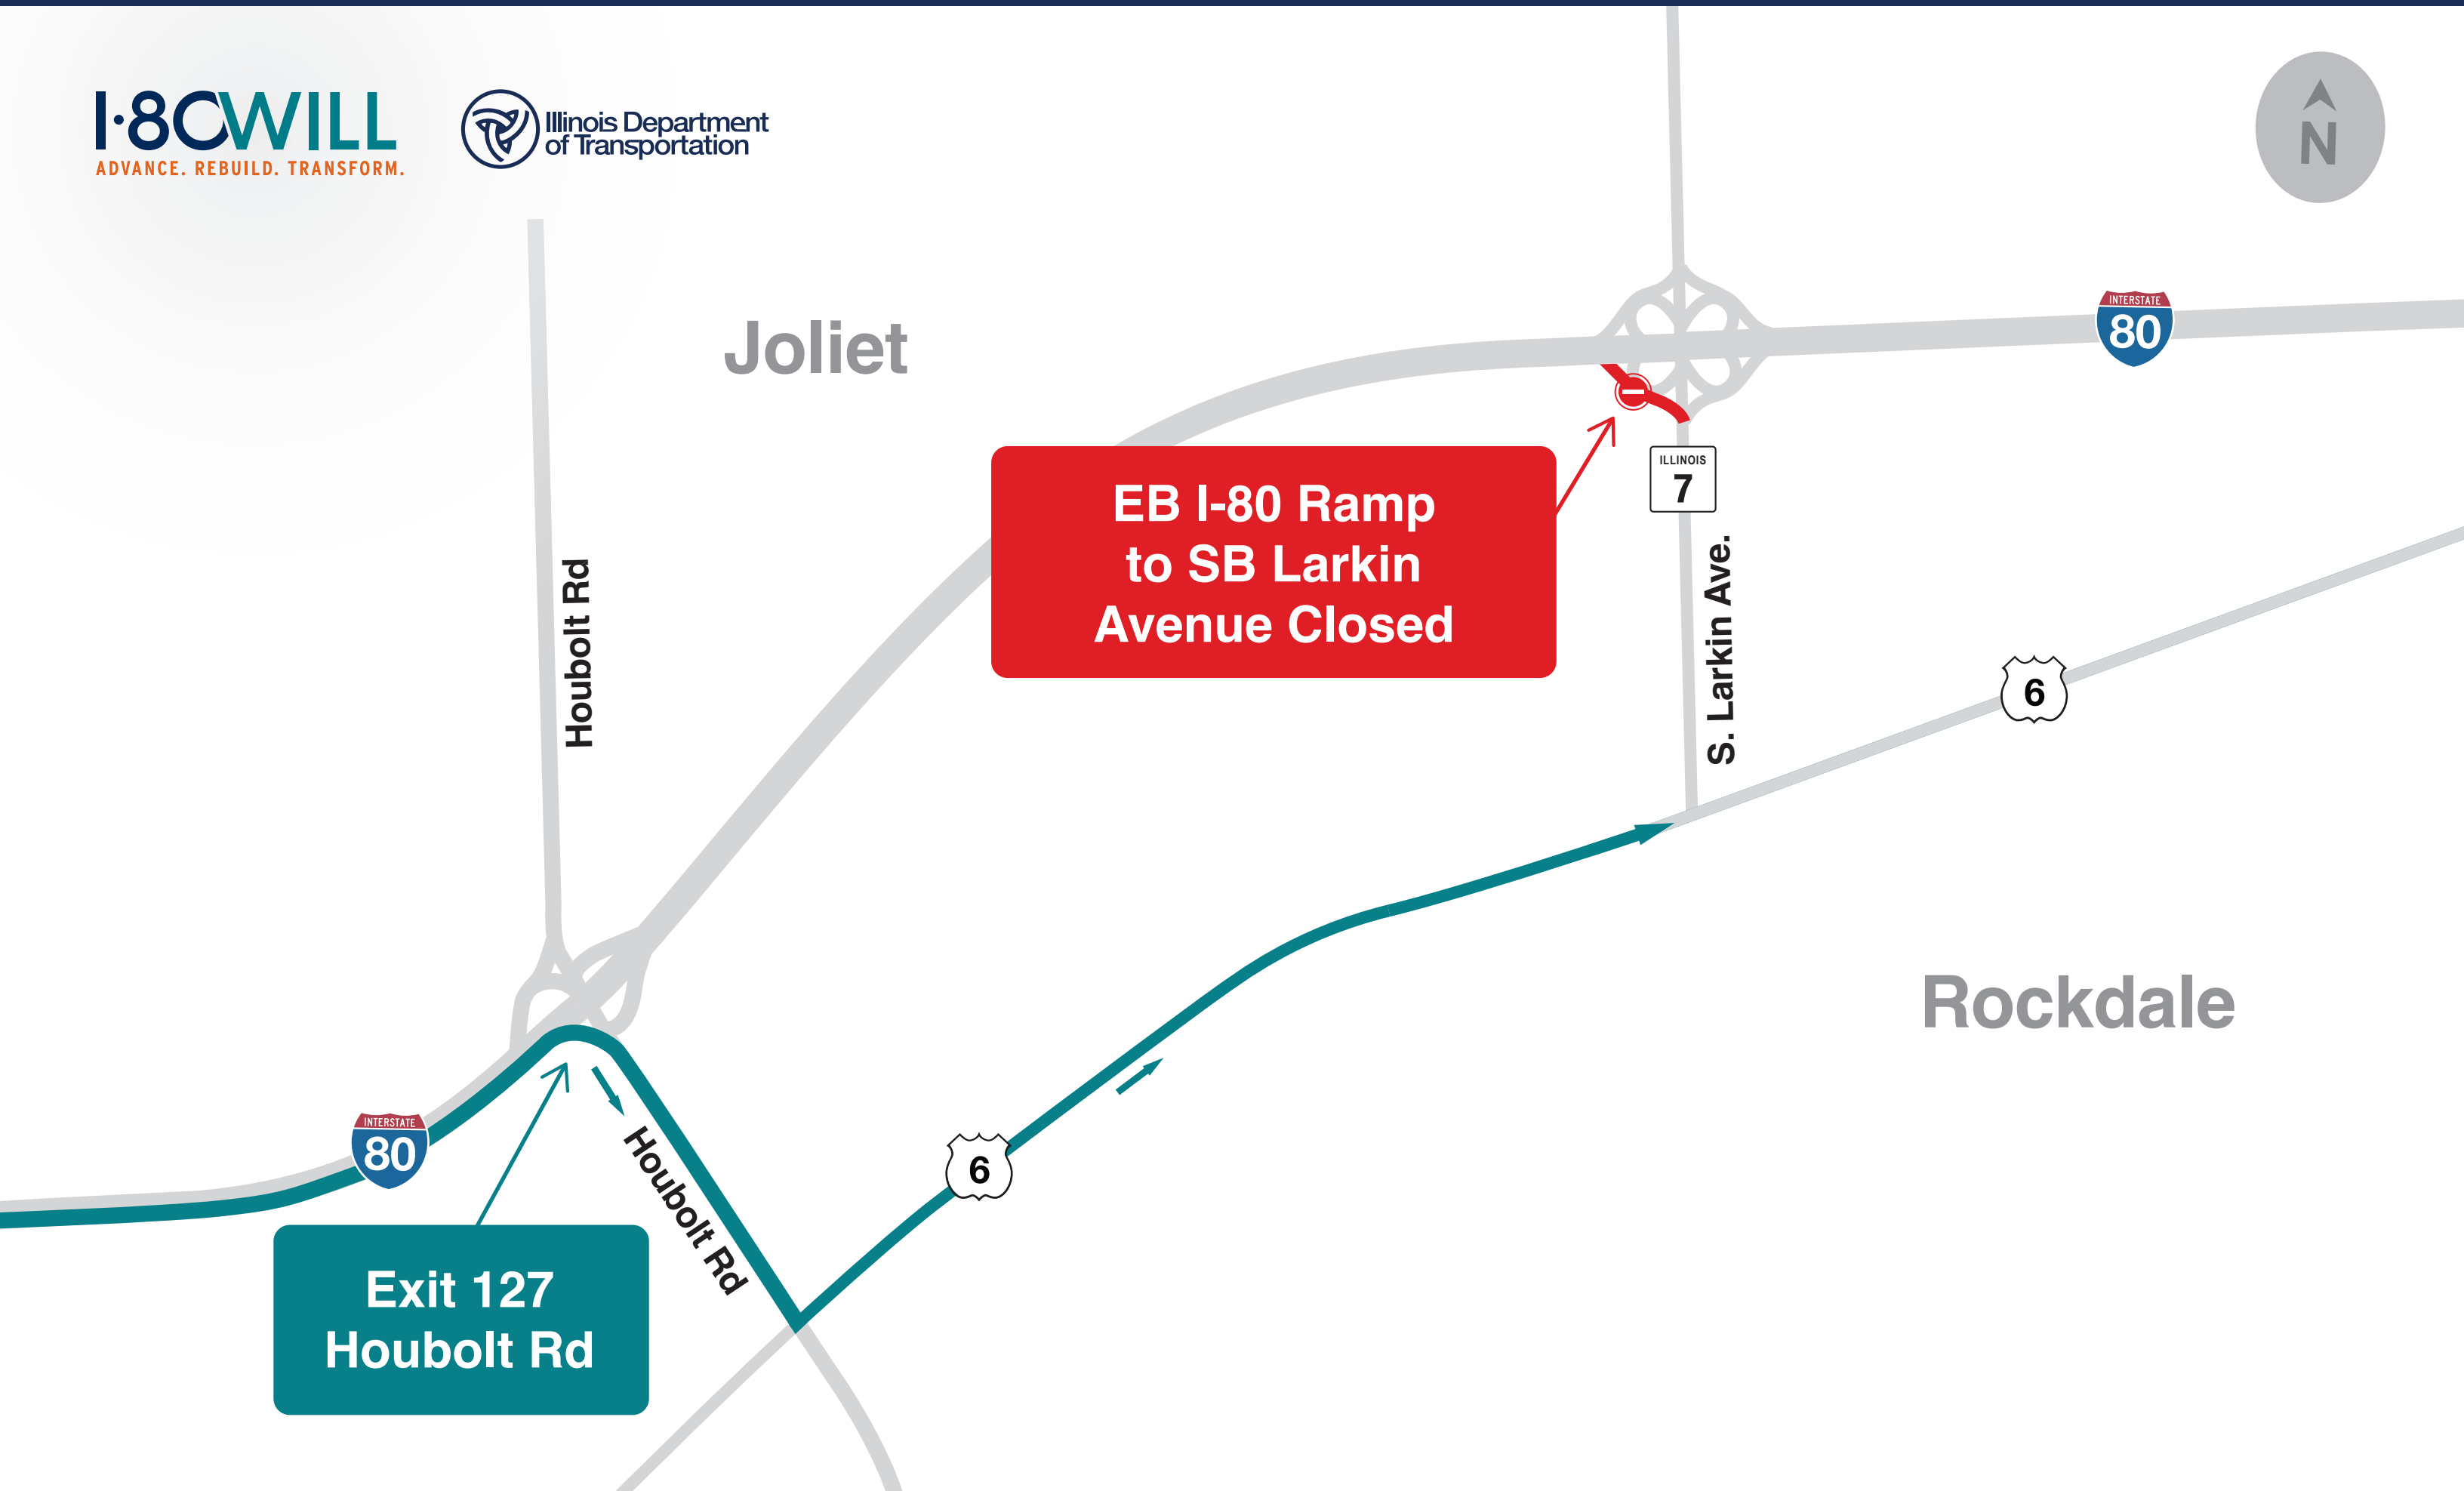 I·80WILL
ADVANCE. REBUILD. TRANSFORM.
Illinois Department
of Transportation
N
Joliet
INTERSTATE
80
EB I-80 Ramp
to SB Larkin
Avenue Closed
ILLINOIS
7
Houbolt Rd
S. Larkin Ave.
6
Rockdale
INTERSTATE
80
Houbolt Rd
6
Exit 127
Houbolt Rd